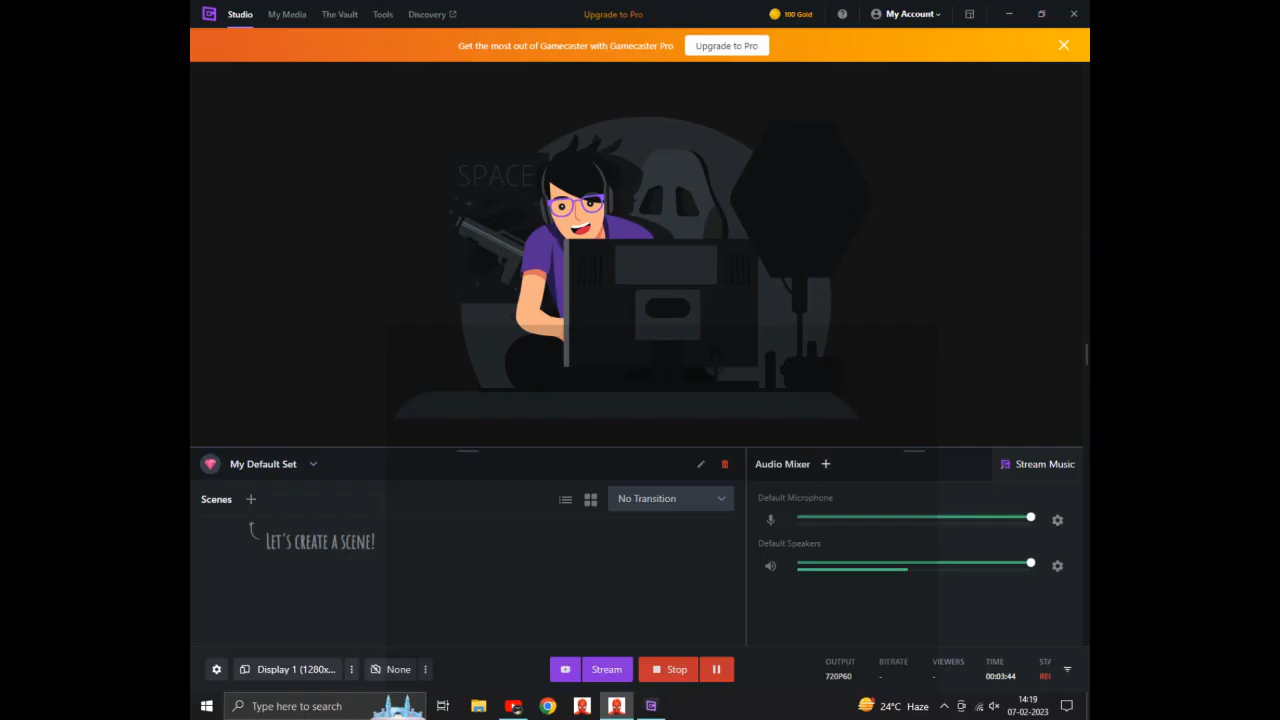 Studio My Media The Vault Tools Discovery Upgrade to Pro 100 Gold My Account
Get the most out of Gamecaster with Gamecaster Pro Upgrade to Pro
SPACE
My Default Set Audio Mixer Stream Music
Scenes No Transition Default Microphone
LET'S CREATE A SCENE!
Default Speakers
Display 1 (1280x... None Stream Stop
OUTPUT BITRATE VIEWERS TIME STA
720P60 - - 00:03:44 REC
Type here to search 24°C Haze 14:19
07-02-2023